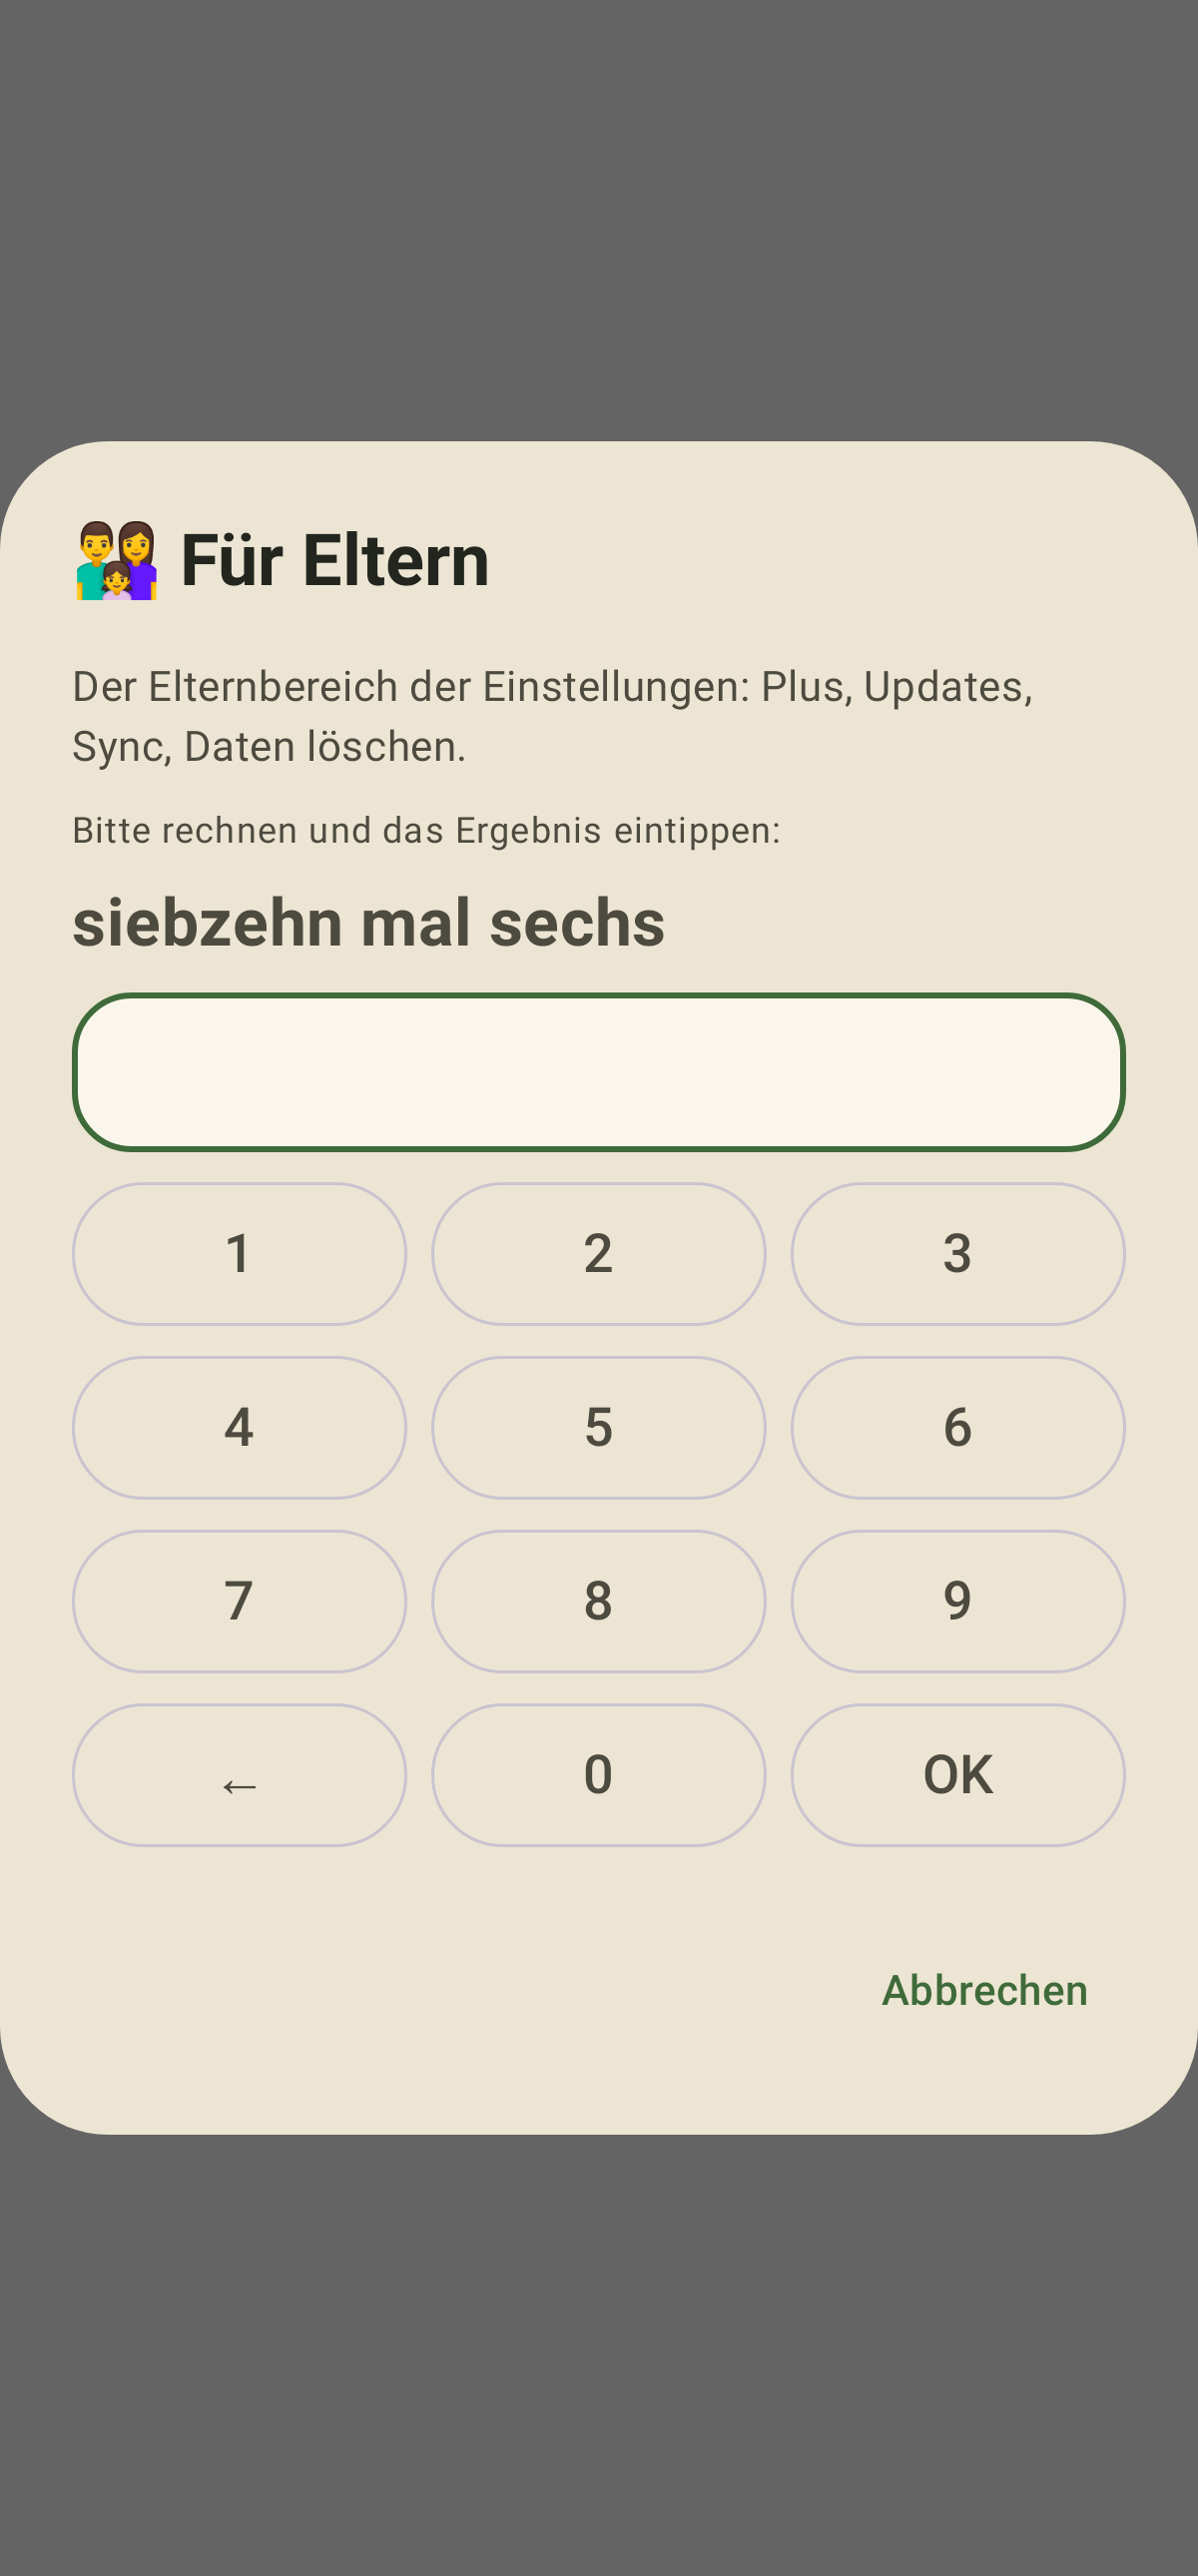 Für Eltern
Der Elternbereich der Einstellungen: Plus, Updates,
Sync, Daten löschen.
Bitte rechnen und das Ergebnis eintippen:
siebzehn mal sechs
1 2 3
4 5 6
7 8 9
← 0 OK
Abbrechen